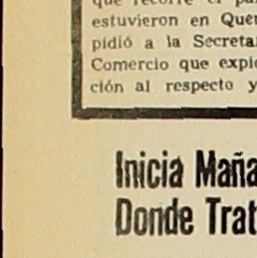 que recorre el pa
estuvieron en Quer
pidió a la Secreta
Comercio que expi
ción al respecto y
Inicia Maña
Donde Trat